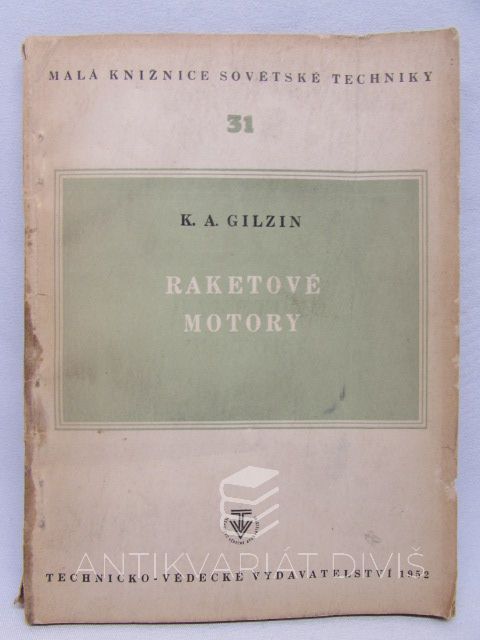 MALÁ KNIŽNICE SOVĚTSKÉ TECHNIKY
31
K. A. GILZIN
RAKETOVÉ
MOTORY
ANTIKVARIÁT DIVIŠ
TECHNICKO-VĚDECKÉ VYDAVATELSTVÍ 1952